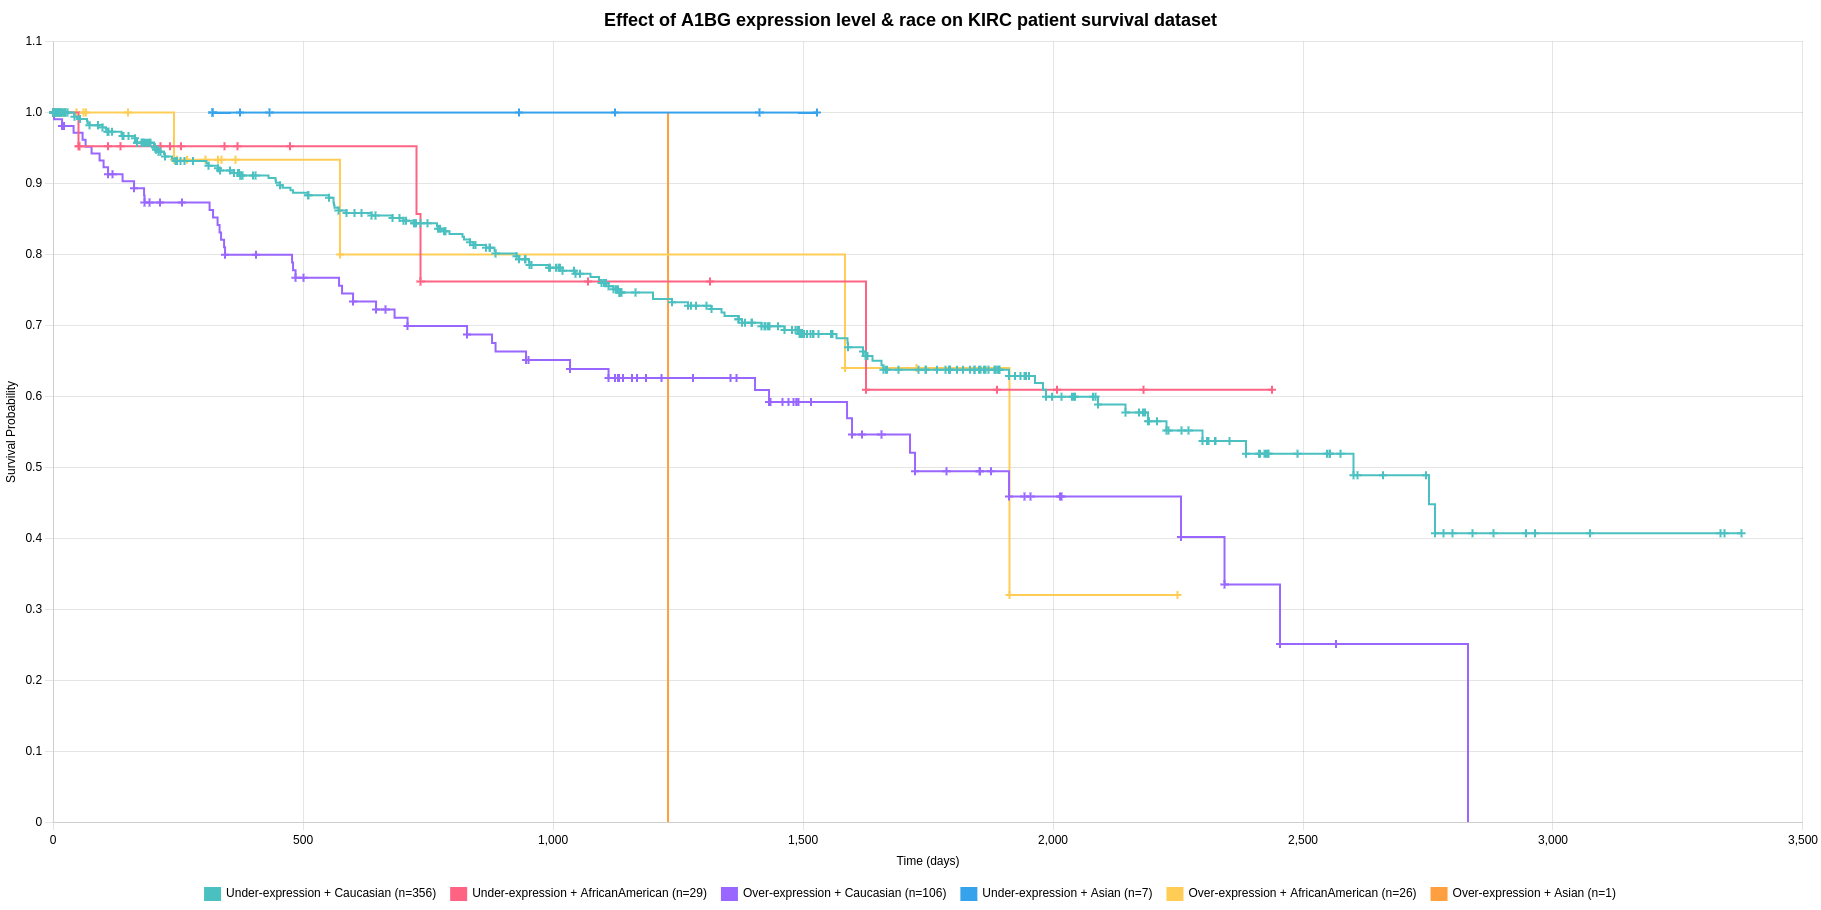 Effect of A1BG expression level & race on KIRC patient survival dataset
1.1
1.0
0.9
0.8
0.7
0.6
0.5
0.4
0.3
0.2
0.1
0
Survival Probability
0 500 1,000 1,500 2,000 2,500 3,000 3,500
Time (days)
Under-expression + Caucasian (n=356) Under-expression + AfricanAmerican (n=29) Over-expression + Caucasian (n=106) Under-expression + Asian (n=7) Over-expression + AfricanAmerican (n=26) Over-expression + Asian (n=1)